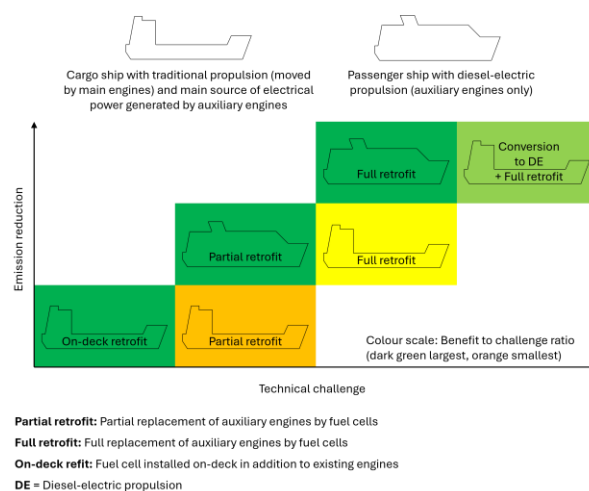 Cargo ship with traditional propulsion (moved
by main engines) and main source of electrical
power generated by auxiliary engines
Passenger ship with diesel-electric
propulsion (auxiliary engines only)
Emission reduction
Full retrofit
Conversion
to DE
+ Full retrofit
Partial retrofit
Full retrofit
On-deck retrofit
Partial retrofit
Colour scale: Benefit to challenge ratio
(dark green largest, orange smallest)
Technical challenge
Partial retrofit: Partial replacement of auxiliary engines by fuel cells
Full retrofit: Full replacement of auxiliary engines by fuel cells
On-deck refit: Fuel cell installed on-deck in addition to existing engines
DE = Diesel-electric propulsion